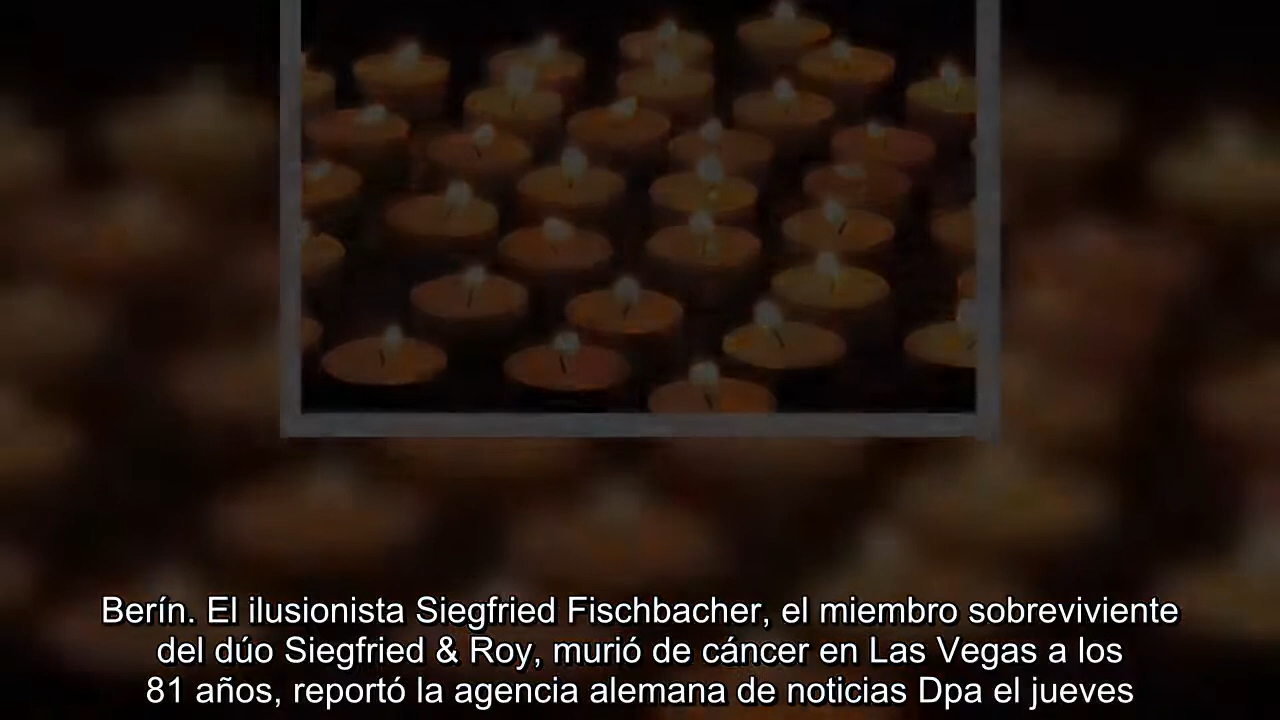 Berín. El ilusionista Siegfried Fischbacher, el miembro sobreviviente
del dúo Siegfried & Roy, murió de cáncer en Las Vegas a los
81 años, reportó la agencia alemana de noticias Dpa el jueves